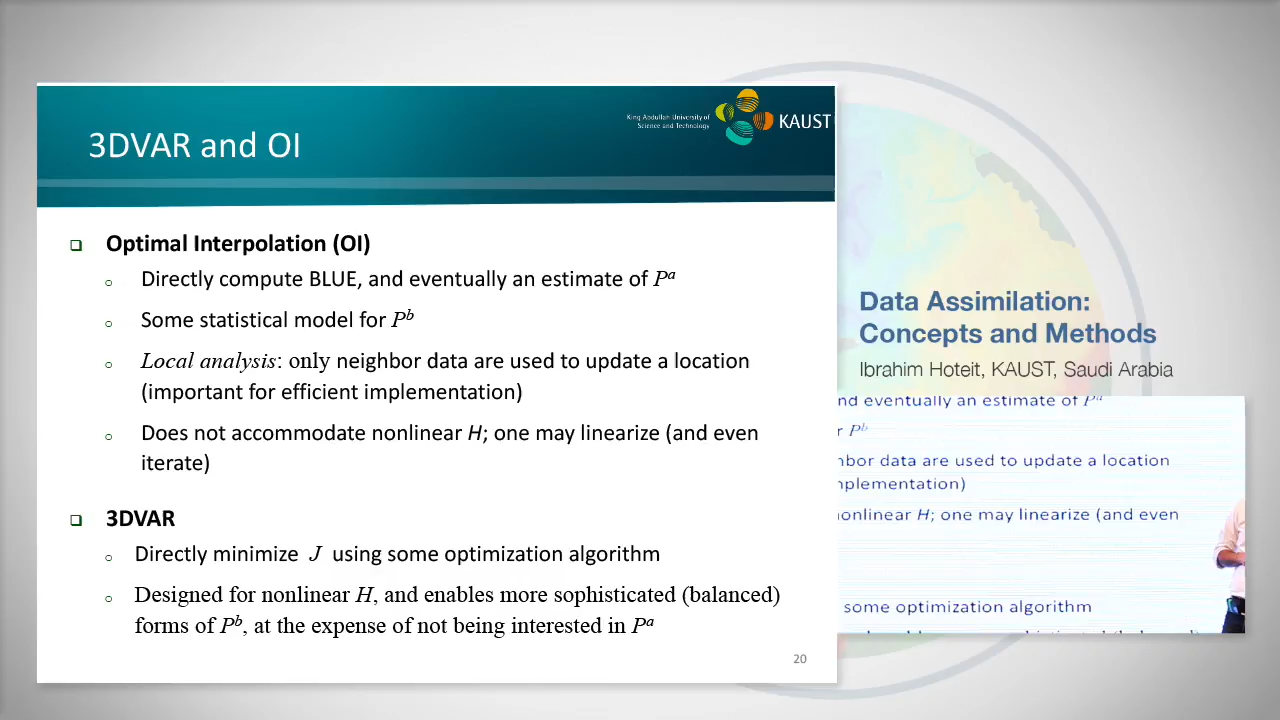 King Abdullah University of
Science and Technology
KAUST
3DVAR and OI
Optimal Interpolation (OI)
Directly compute BLUE, and eventually an estimate of Pᵃ
Some statistical model for Pᵇ
Local analysis: only neighbor data are used to update a location
(important for efficient implementation)
Does not accommodate nonlinear H; one may linearize (and even
iterate)
3DVAR
Directly minimize J using some optimization algorithm
Designed for nonlinear H, and enables more sophisticated (balanced)
forms of Pᵇ, at the expense of not being interested in Pᵃ
20
Data Assimilation:
Concepts and Methods
Ibrahim Hoteit, KAUST, Saudi Arabia
nd eventually an estimate of Pᵃ
r Pᵇ
hbor data are used to update a location
mplementation)
onlinear H; one may linearize (and even
some optimization algorithm